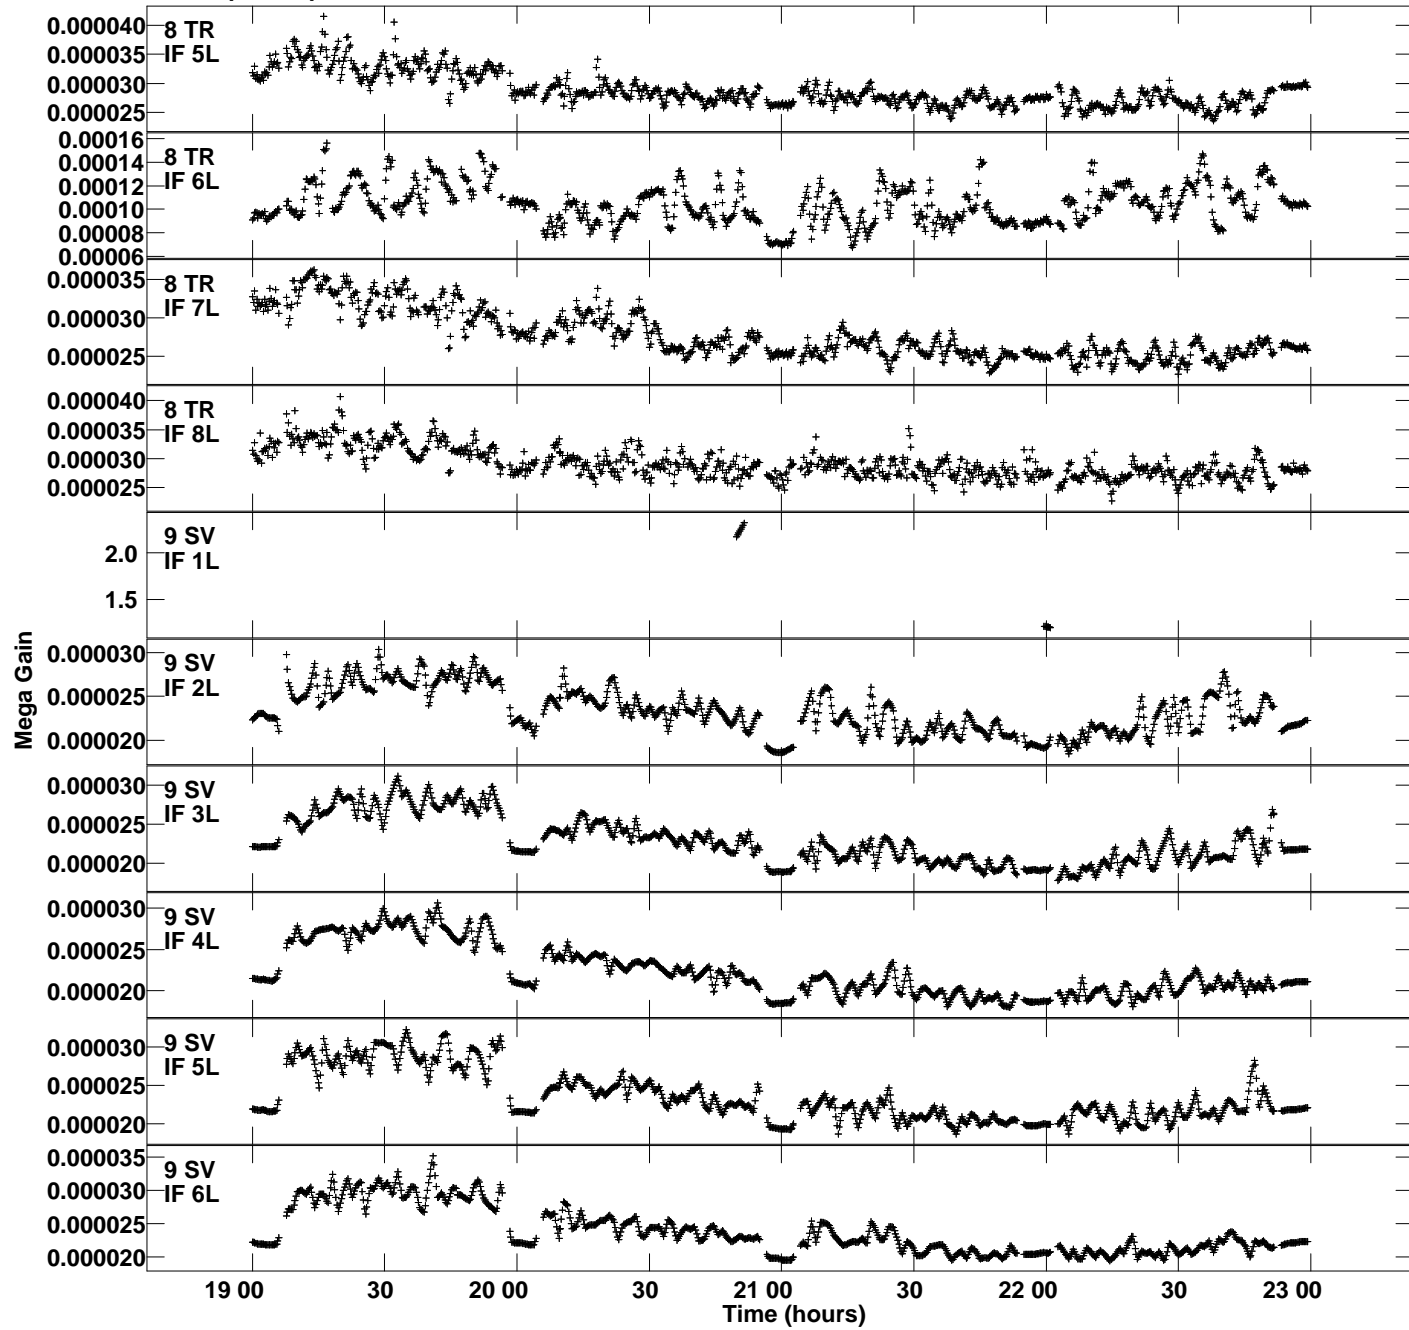 0.000040
0.000035
0.000030
0.000025
8 TR
IF 5L
0.00016
0.00014
0.00012
0.00010
0.00008
0.00006
8 TR
IF 6L
0.000035
0.000030
0.000025
8 TR
IF 7L
0.000040
0.000035
0.000030
0.000025
8 TR
IF 8L
2.0
1.5
9 SV
IF 1L
Mega Gain
0.000030
0.000025
0.000020
9 SV
IF 2L
0.000030
0.000025
0.000020
9 SV
IF 3L
0.000030
0.000025
0.000020
9 SV
IF 4L
0.000030
0.000025
0.000020
9 SV
IF 5L
0.000035
0.000030
0.000025
0.000020
9 SV
IF 6L
19 00 30 20 00 30 21 00 30 22 00 30 23 00
Time (hours)